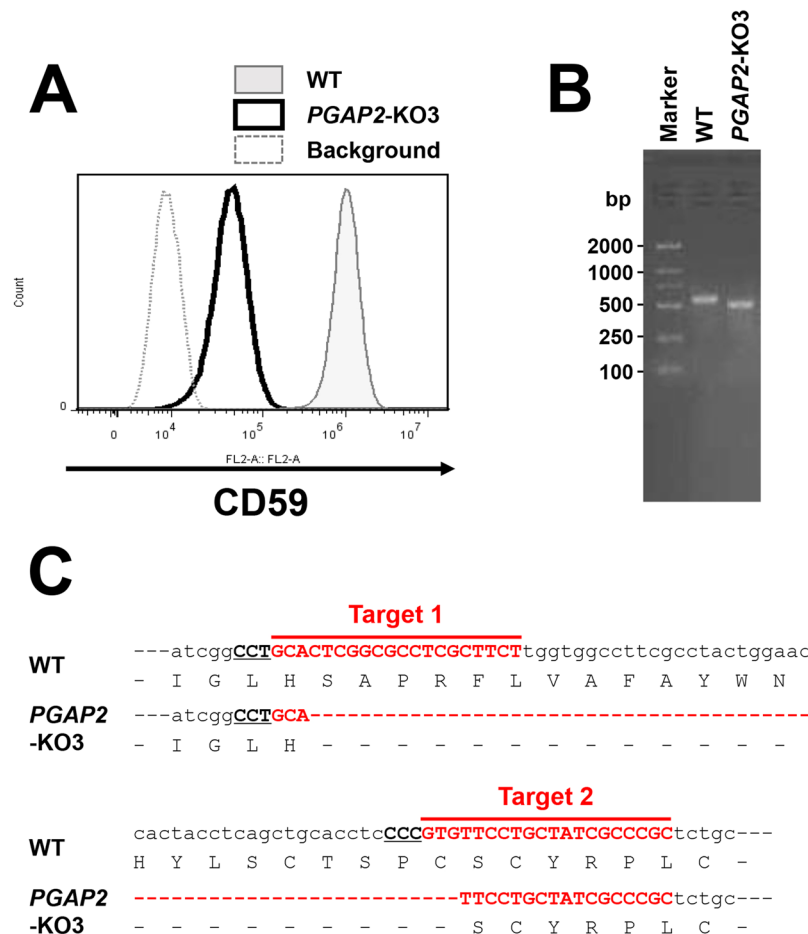 A
WT
PGAP2-KO3
Background
Count
0
0 10^4 10^5 10^6 10^7
FL2-A:: FL2-A
CD59
B
Marker
WT
PGAP2-KO3
bp
2000
1000
500
250
100
C
Target 1
WT
---atcggCCTGCACTCGGCGCCTCGCTTCTtggtggccttcgcctactggaac
- I G L H S A P R F L V A F A Y W N
PGAP2
-KO3
---atcggCCTGCA---------------------------------------
- I G L H - - - - - - - - - - - - -
Target 2
WT
cactacctcagctgcacctcCCCGTGTTCCTGCTATCGCCCGCtctgc---
H Y L S C T S P C S C Y R P L C -
PGAP2
-KO3
--------------------------TTCCTGCTATCGCCCGCtctgc---
- - - - - - - - - S C Y R P L C -